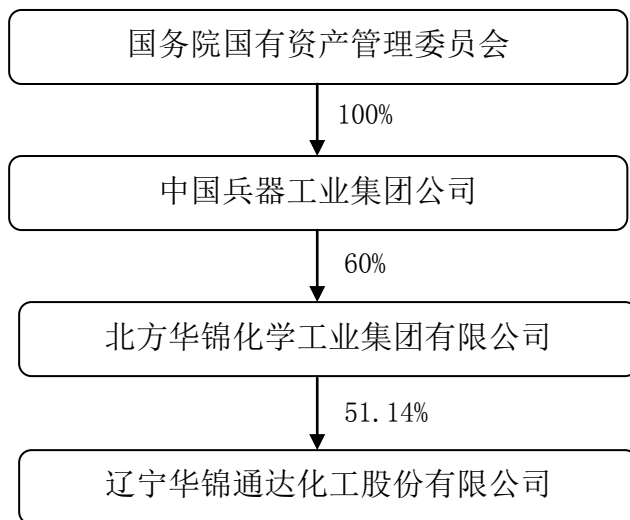 国务院国有资产管理委员会
100%
中国兵器工业集团公司
60%
北方华锦化学工业集团有限公司
51.14%
辽宁华锦通达化工股份有限公司